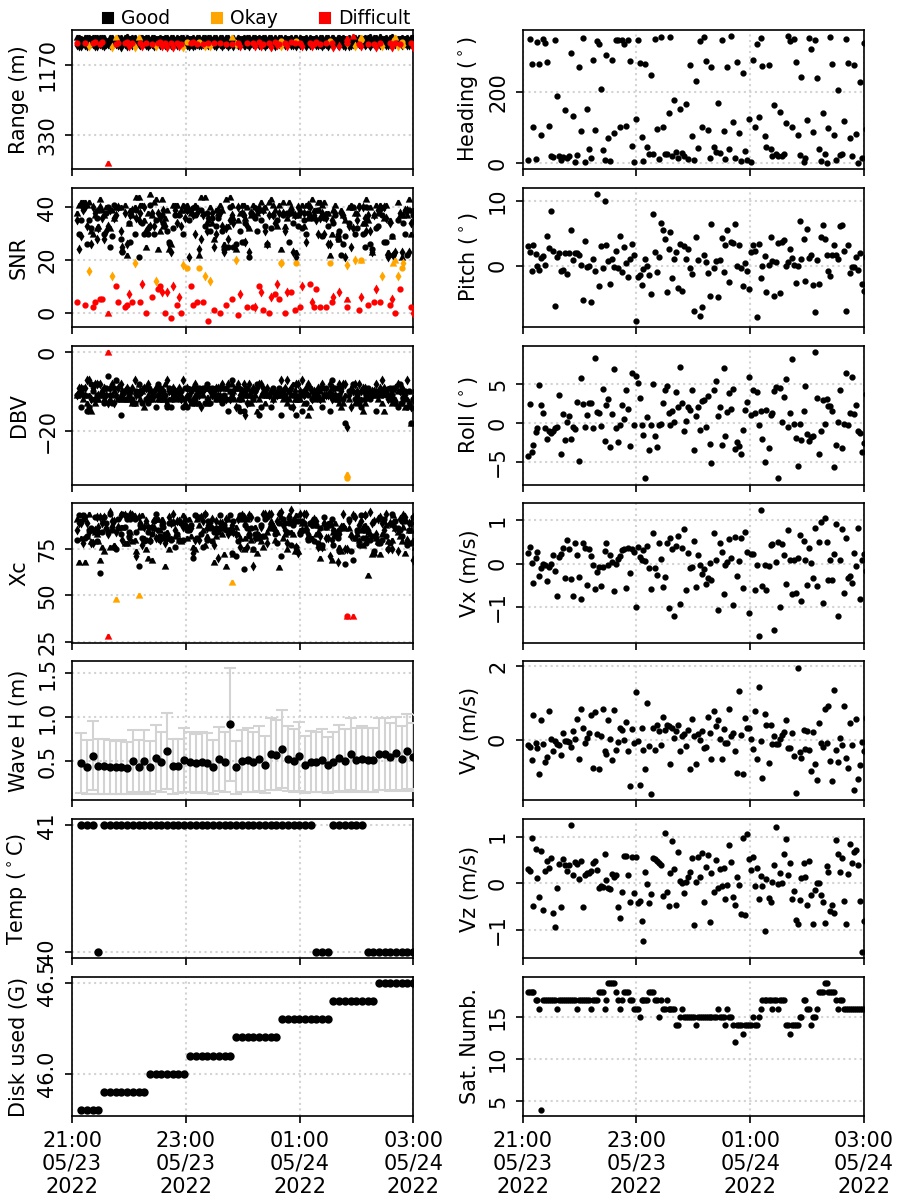 Good Okay Difficult
Range (m)
1170
330
Heading (°)
200
0
SNR
40
20
0
Pitch (°)
10
0
DBV
0
−20
Roll (°)
5
0
−5
Xc
75
50
25
Vx (m/s)
1
0
−1
Wave H (m)
1.5
1.0
0.5
Vy (m/s)
2
0
Temp (°C)
41
40
Vz (m/s)
1
0
−1
Disk used (G)
46.5
46.0
Sat. Numb.
15
10
5
21:00 23:00 01:00 03:00 21:00 23:00 01:00 03:00
05/23 05/23 05/24 05/24 05/23 05/23 05/24 05/24
2022 2022 2022 2022 2022 2022 2022 2022